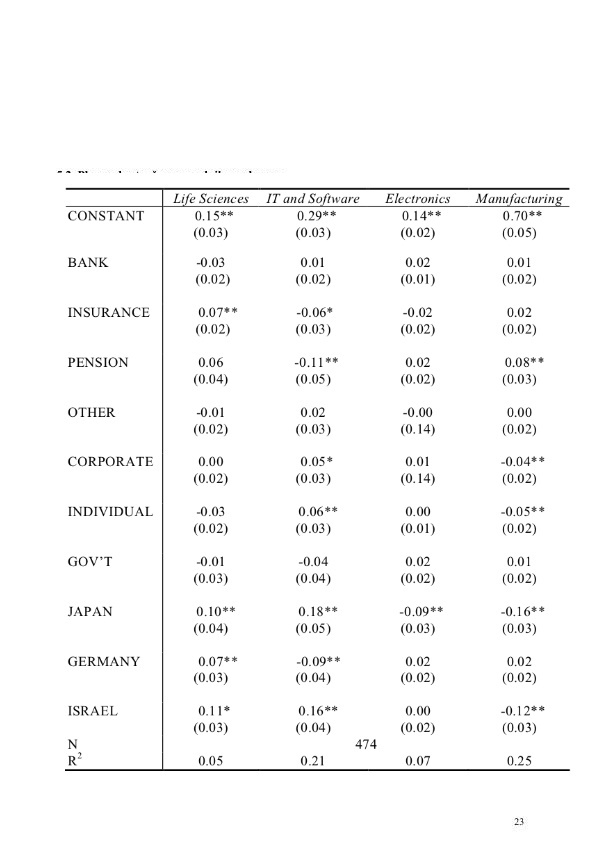 Life Sciences IT and Software Electronics Manufacturing
CONSTANT 0.15** 0.29** 0.14** 0.70**
(0.03) (0.03) (0.02) (0.05)
BANK -0.03 0.01 0.02 0.01
(0.02) (0.02) (0.01) (0.02)
INSURANCE 0.07** -0.06* -0.02 0.02
(0.02) (0.03) (0.02) (0.02)
PENSION 0.06 -0.11** 0.02 0.08**
(0.04) (0.05) (0.02) (0.03)
OTHER -0.01 0.02 -0.00 0.00
(0.02) (0.03) (0.14) (0.02)
CORPORATE 0.00 0.05* 0.01 -0.04**
(0.02) (0.03) (0.14) (0.02)
INDIVIDUAL -0.03 0.06** 0.00 -0.05**
(0.02) (0.03) (0.01) (0.02)
GOV'T -0.01 -0.04 0.02 0.01
(0.03) (0.04) (0.02) (0.02)
JAPAN 0.10** 0.18** -0.09** -0.16**
(0.04) (0.05) (0.03) (0.03)
GERMANY 0.07** -0.09** 0.02 0.02
(0.03) (0.04) (0.02) (0.02)
ISRAEL 0.11* 0.16** 0.00 -0.12**
(0.03) (0.04) (0.02) (0.03)
N 474
R2 0.05 0.21 0.07 0.25
23